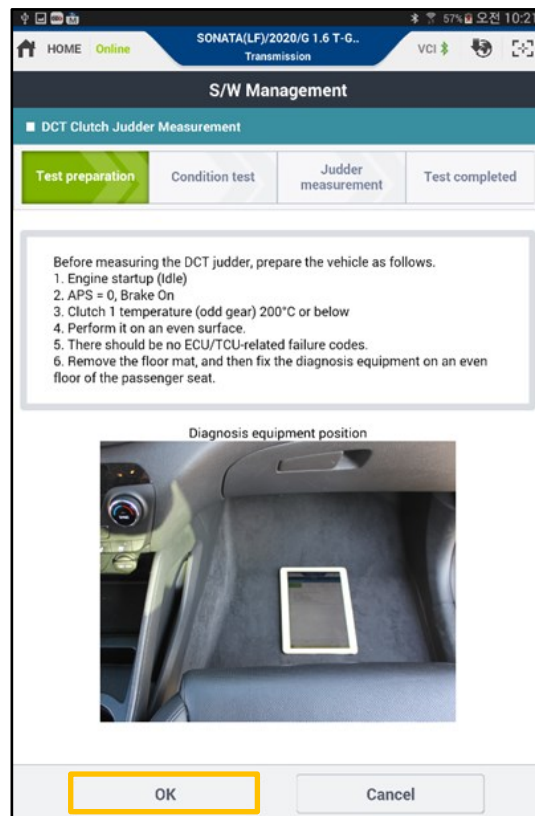 57% 오전 10:21
HOME Online
SONATA(LF)/2020/G 1.6 T-G..
Transmission
VCI
S/W Management
■ DCT Clutch Judder Measurement
Test preparation
Condition test
Judder
measurement
Test completed
Before measuring the DCT judder, prepare the vehicle as follows.
1. Engine startup (Idle)
2. APS = 0, Brake On
3. Clutch 1 temperature (odd gear) 200°C or below
4. Perform it on an even surface.
5. There should be no ECU/TCU-related failure codes.
6. Remove the floor mat, and then fix the diagnosis equipment on an even
floor of the passenger seat.
Diagnosis equipment position
OK
Cancel